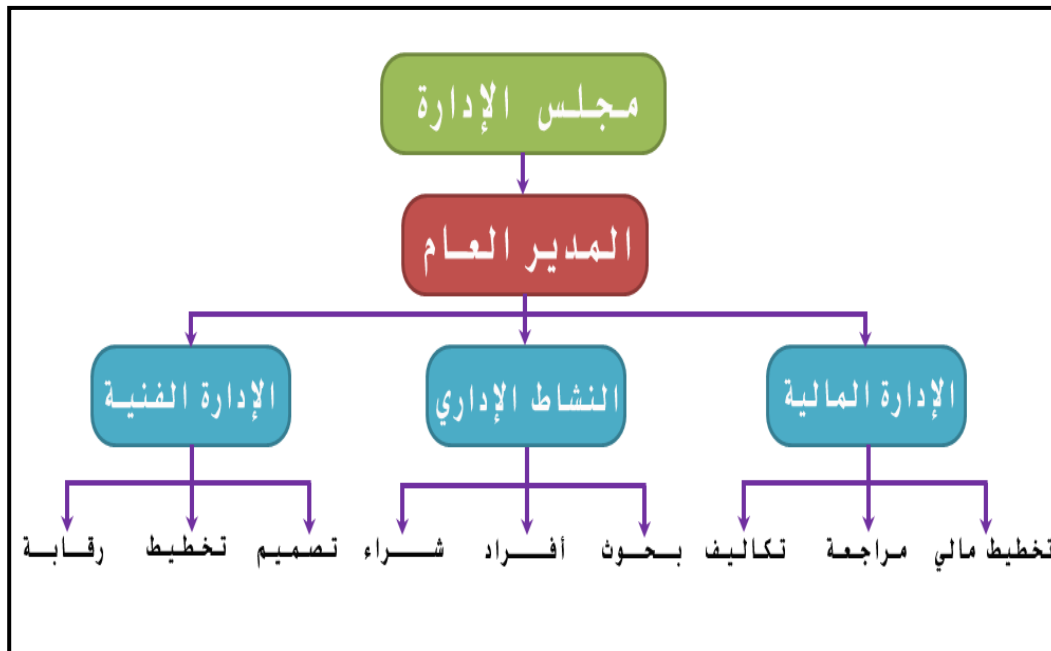 مجلس الإدارة
المدير العام
الإدارة المالية
النشاط الإداري
الإدارة الفنية
تخطيط مالي
مراجعة
تكاليف
بحوث
أفراد
شراء
تصميم
تخطيط
رقابة